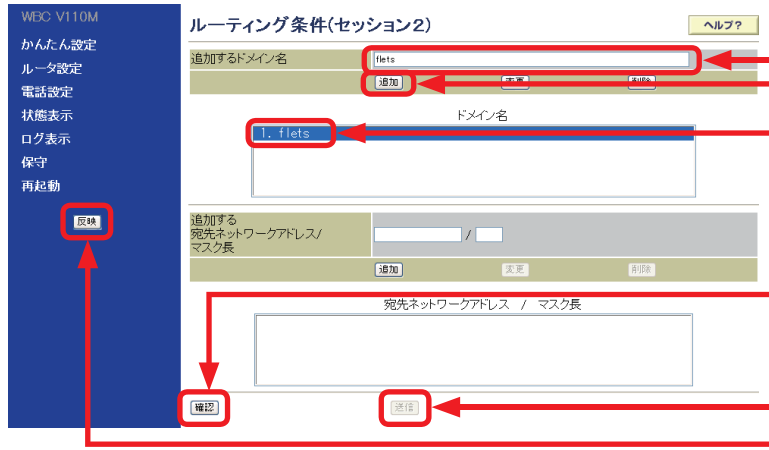 WBC V110M
かんたん設定
ルータ設定
電話設定
状態表示
ログ表示
保守
再起動
反映
ルーティング条件(セッション2)
ヘルプ?
追加するドメイン名
flets
追加 変更 削除
ドメイン名
1. flets
追加する
宛先ネットワークアドレス/
マスク長
/
追加 変更 削除
宛先ネットワークアドレス / マスク長
確認 送信